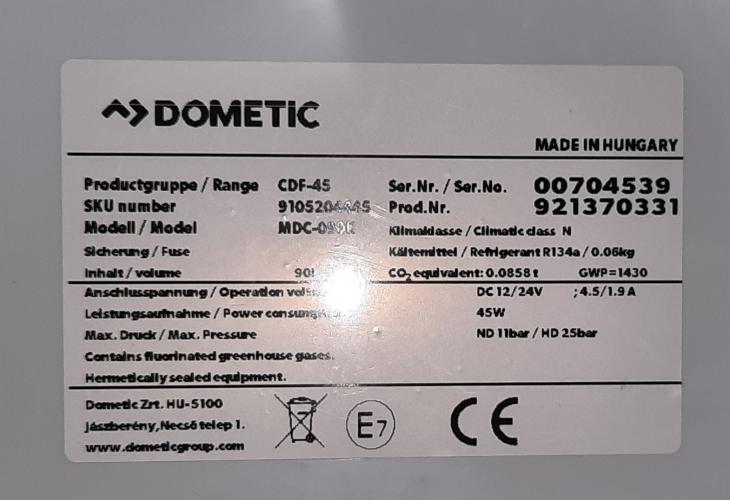 DOMETIC
MADE IN HUNGARY
Productgruppe / Range CDF-45 Ser.Nr. / Ser.No. 00704539
SKU number Prod.Nr. 921370331
Modell / Model Klimaklasse / Climatic class N
Sicherung / Fuse Kältemittel / Refrigerant R134a / 0.06kg
Inhalt / volume CO2 equivalent: 0.0858 t GWP=1430
Anschlusspannung / Operation DC 12/24V ; 4.5/1.9 A
Leistungsaufnahme / Power 45W
Max. Druck / Max. Pressure ND 11bar / HD 25bar
Contains fluorinated greenhouse gases.
Hermetically sealed equipment.
Dometic Zrt. HU-5100
Jászberény, Necső telep 1.
www.dometicgroup.com
E7
CE